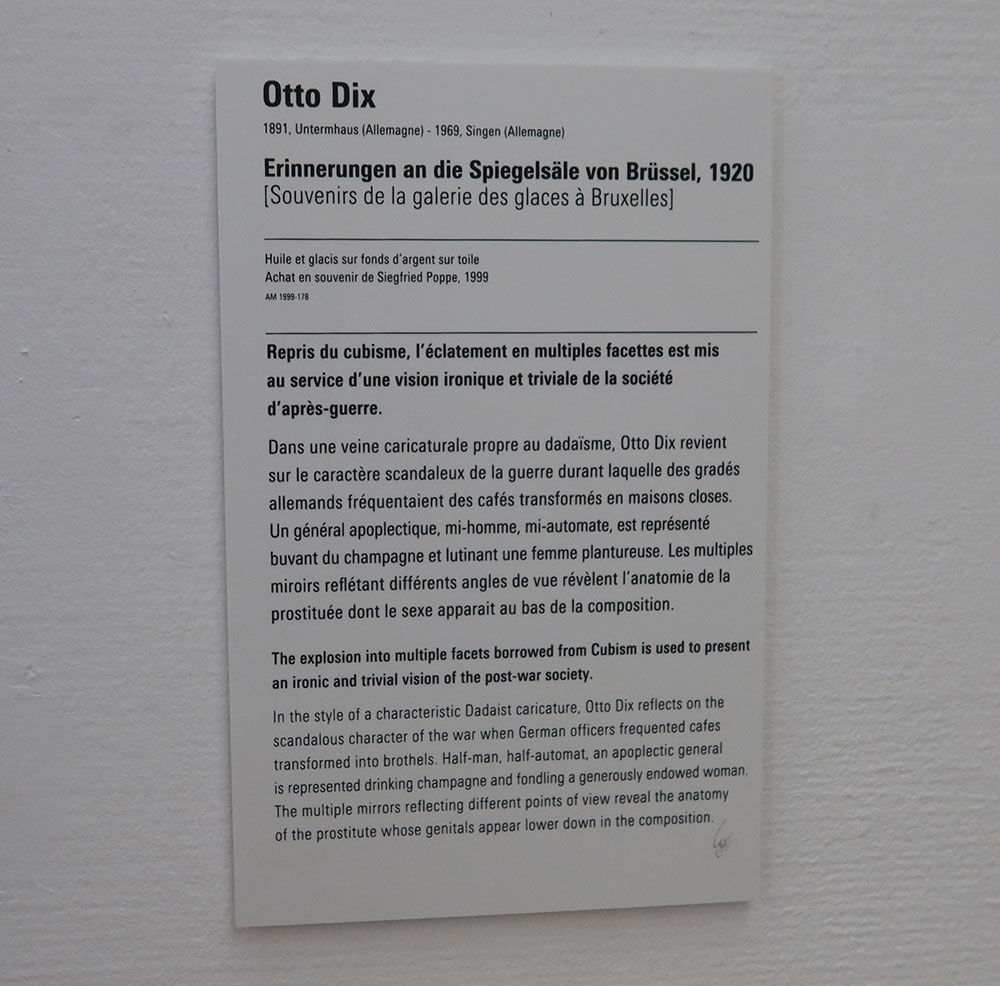 Otto Dix
1891, Untermhaus (Allemagne) - 1969, Singen (Allemagne)
Erinnerungen an die Spiegelsäle von Brüssel, 1920
[Souvenirs de la galerie des glaces à Bruxelles]
Huile et glacis sur fonds d'argent sur toile
Achat en souvenir de Siegfried Poppe, 1999
AM 1999-178
Repris du cubisme, l'éclatement en multiples facettes est mis
au service d'une vision ironique et triviale de la société
d'après-guerre.
Dans une veine caricaturale propre au dadaïsme, Otto Dix revient
sur le caractère scandaleux de la guerre durant laquelle des gradés
allemands fréquentaient des cafés transformés en maisons closes.
Un général apoplectique, mi-homme, mi-automate, est représenté
buvant du champagne et lutinant une femme plantureuse. Les multiples
miroirs reflétant différents angles de vue révèlent l'anatomie de la
prostituée dont le sexe apparait au bas de la composition.
The explosion into multiple facets borrowed from Cubism is used to present
an ironic and trivial vision of the post-war society.
In the style of a characteristic Dadaist caricature, Otto Dix reflects on the
scandalous character of the war when German officers frequented cafes
transformed into brothels. Half-man, half-automat, an apoplectic general
is represented drinking champagne and fondling a generously endowed woman.
The multiple mirrors reflecting different points of view reveal the anatomy
of the prostitute whose genitals appear lower down in the composition.